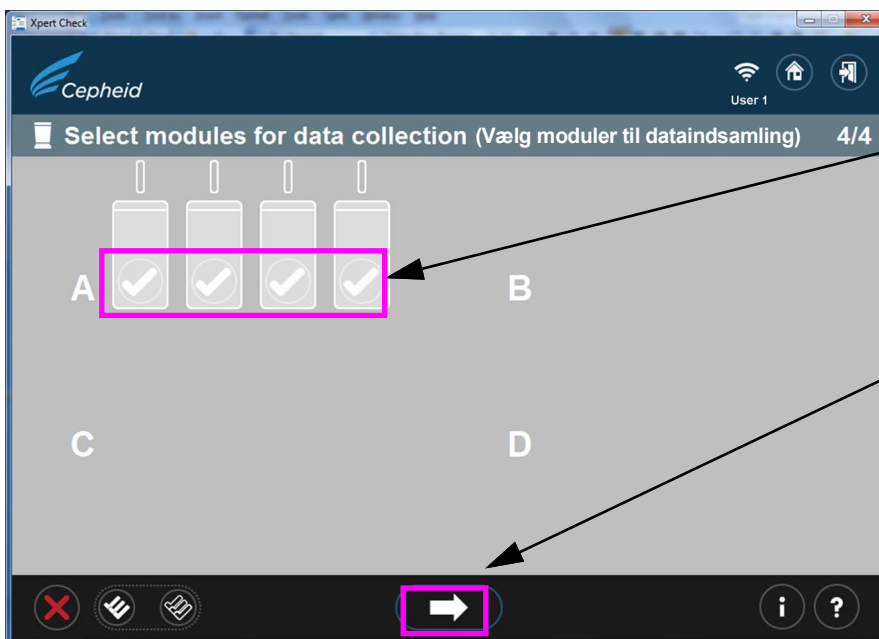 Xpert Check
Cepheid
User 1
Select modules for data collection (Vælg moduler til dataindsamling) 4/4
A B
C D
i ?